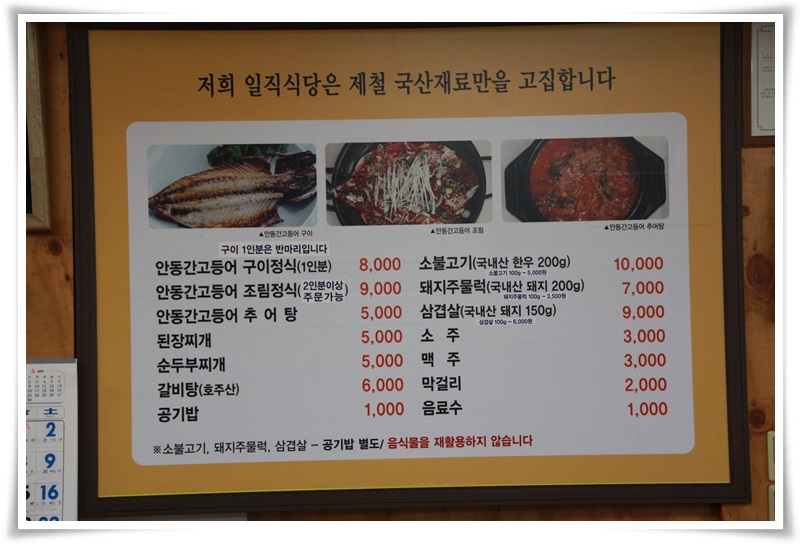 저희 일직식당은 제철 국산재료만을 고집합니다
▲안동간고등어 구이
▲안동간고등어 조림
▲안동간고등어 추어탕
구이 1인분은 반마리입니다
안동간고등어 구이정식(1인분) 8,000
안동간고등어 조림정식(2인분이상 주문가능) 9,000
안동간고등어 추 어 탕 5,000
된장찌개 5,000
순두부찌개 5,000
갈비탕(호주산) 6,000
공기밥 1,000
소불고기(국내산 한우 200g) 10,000
소불고기 100g - 5,000원
돼지주물럭(국내산 돼지 200g) 7,000
돼지주물럭 100g - 3,500원
삼겹살(국내산 돼지 150g) 9,000
삼겹살 100g - 6,000원
소 주 3,000
맥 주 3,000
막걸리 2,000
음료수 1,000
※소불고기, 돼지주물럭, 삼겹살 - 공기밥 별도/ 음식물을 재활용하지 않습니다
土
2
9
16